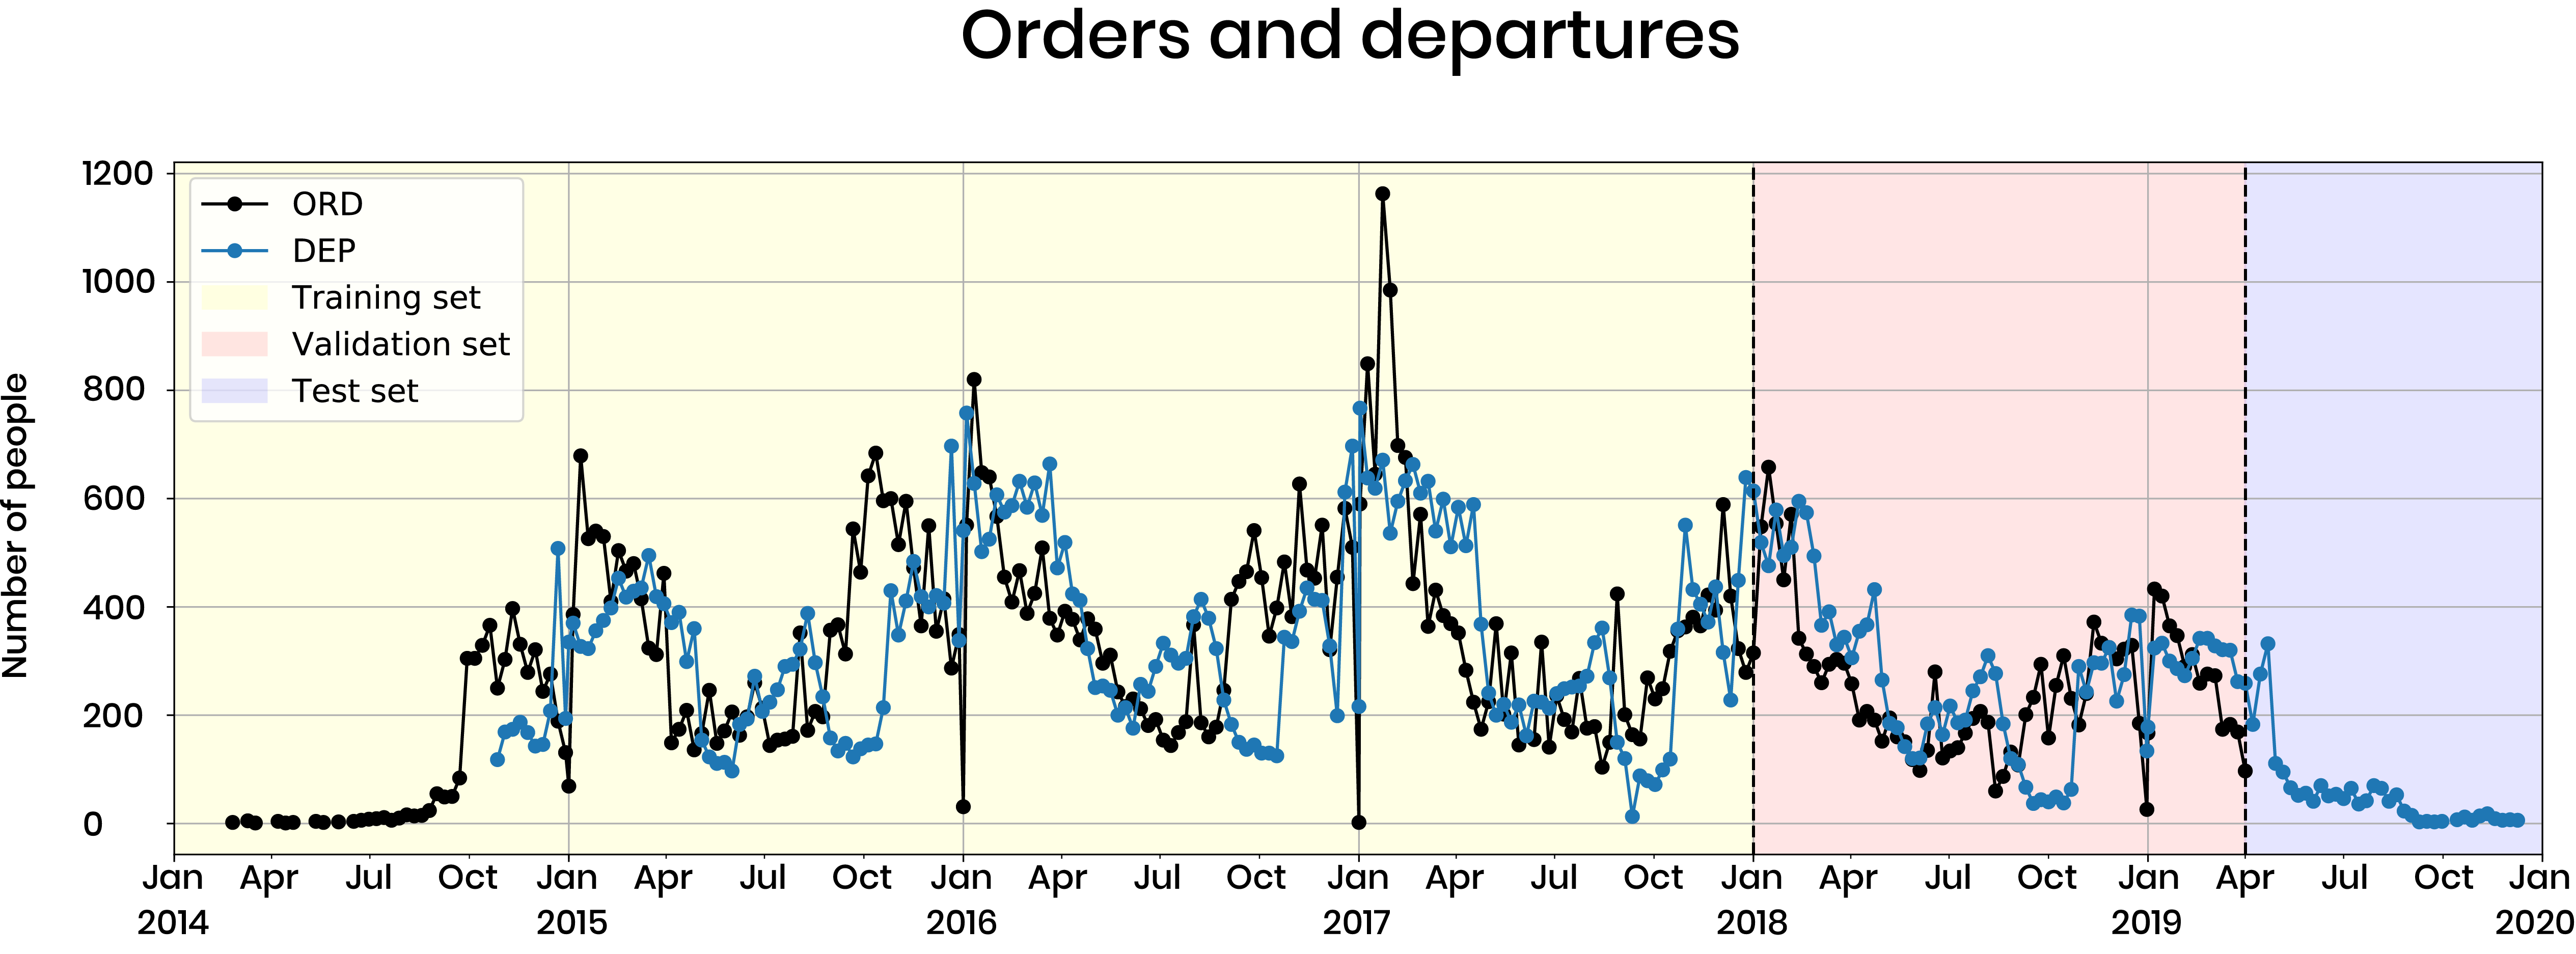 Orders and departures
Number of people
1200
1000
800
600
400
200
0
ORD
DEP
Training set
Validation set
Test set
Jan Apr Jul Oct Jan Apr Jul Oct Jan Apr Jul Oct Jan Apr Jul Oct Jan Apr Jul Oct Jan Apr Jul Oct Jan
2014 2015 2016 2017 2018 2019 2020